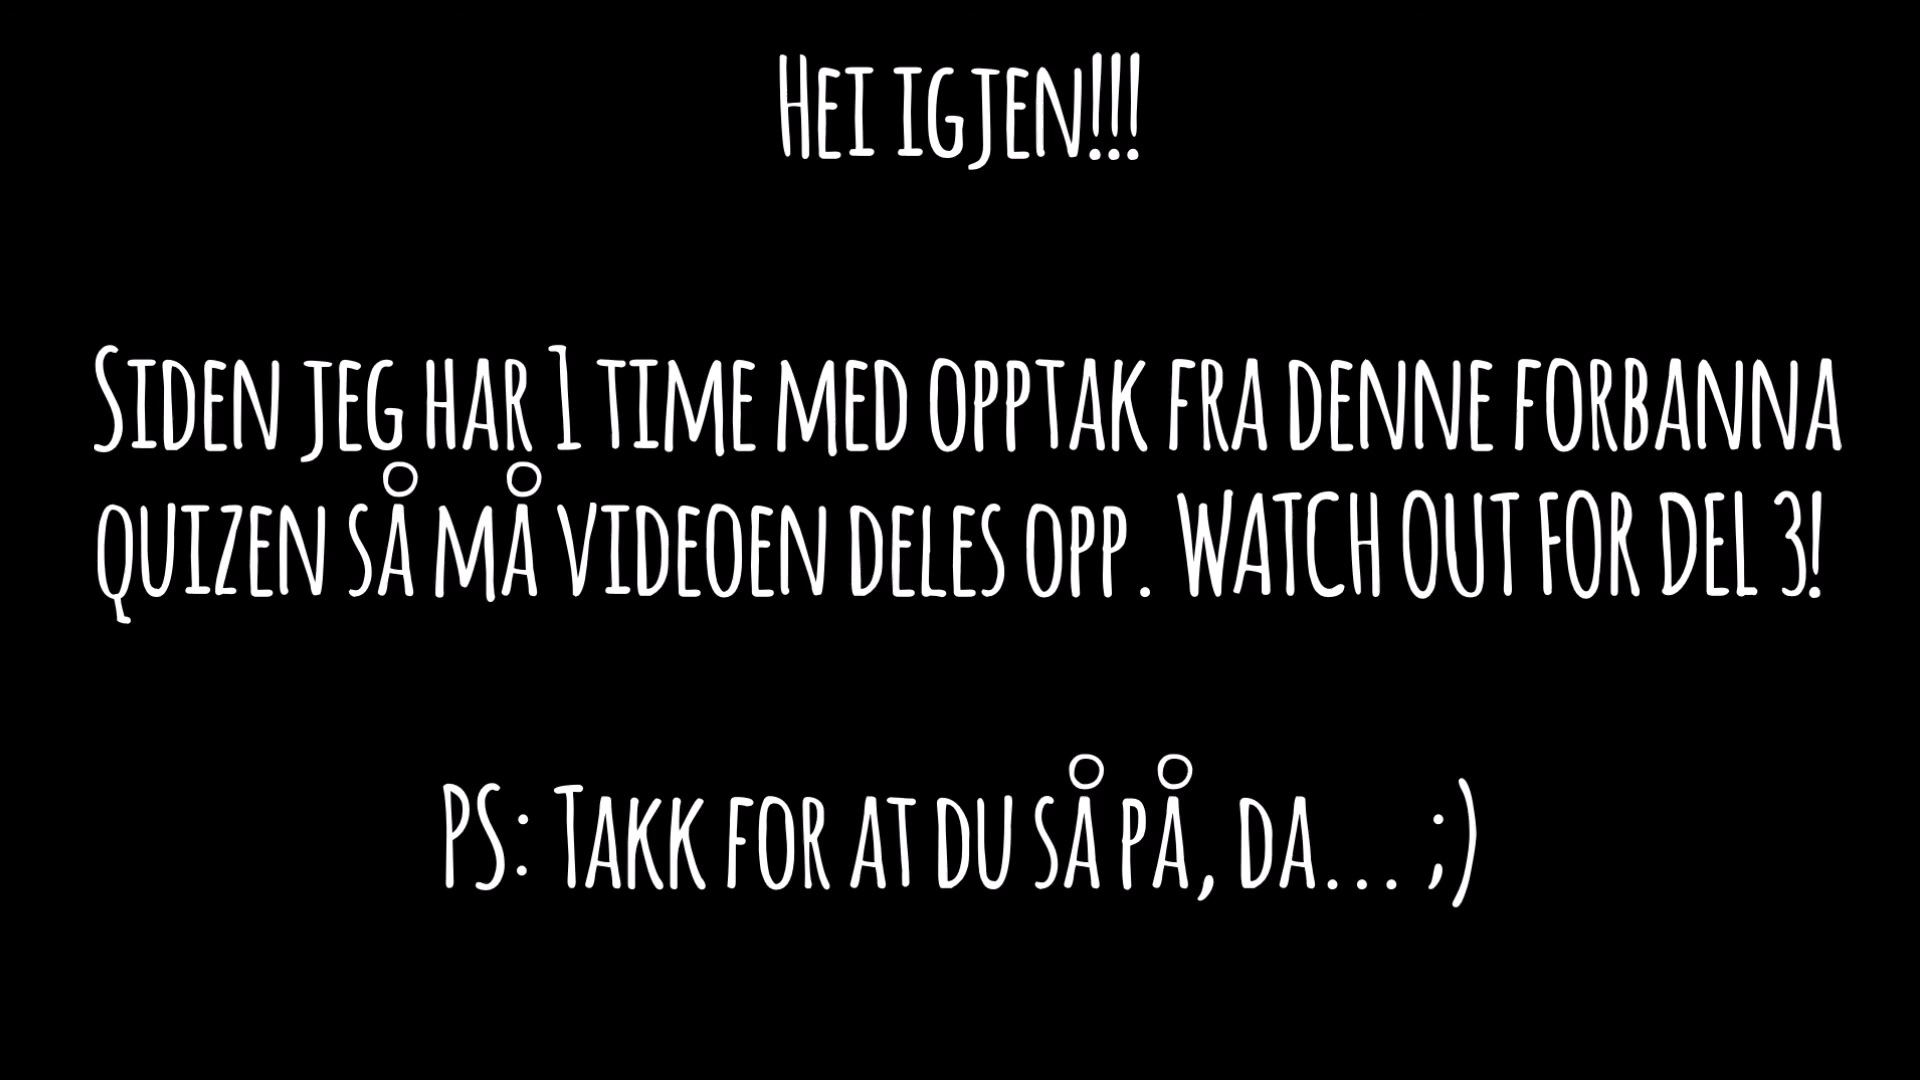 Hei igjen!!!
Siden jeg har 1 time med opptak fra denne forbanna
quizen så må videoen deles opp. WATCH OUT FOR DEL 3!
PS: Takk for at du så på, da... ;)